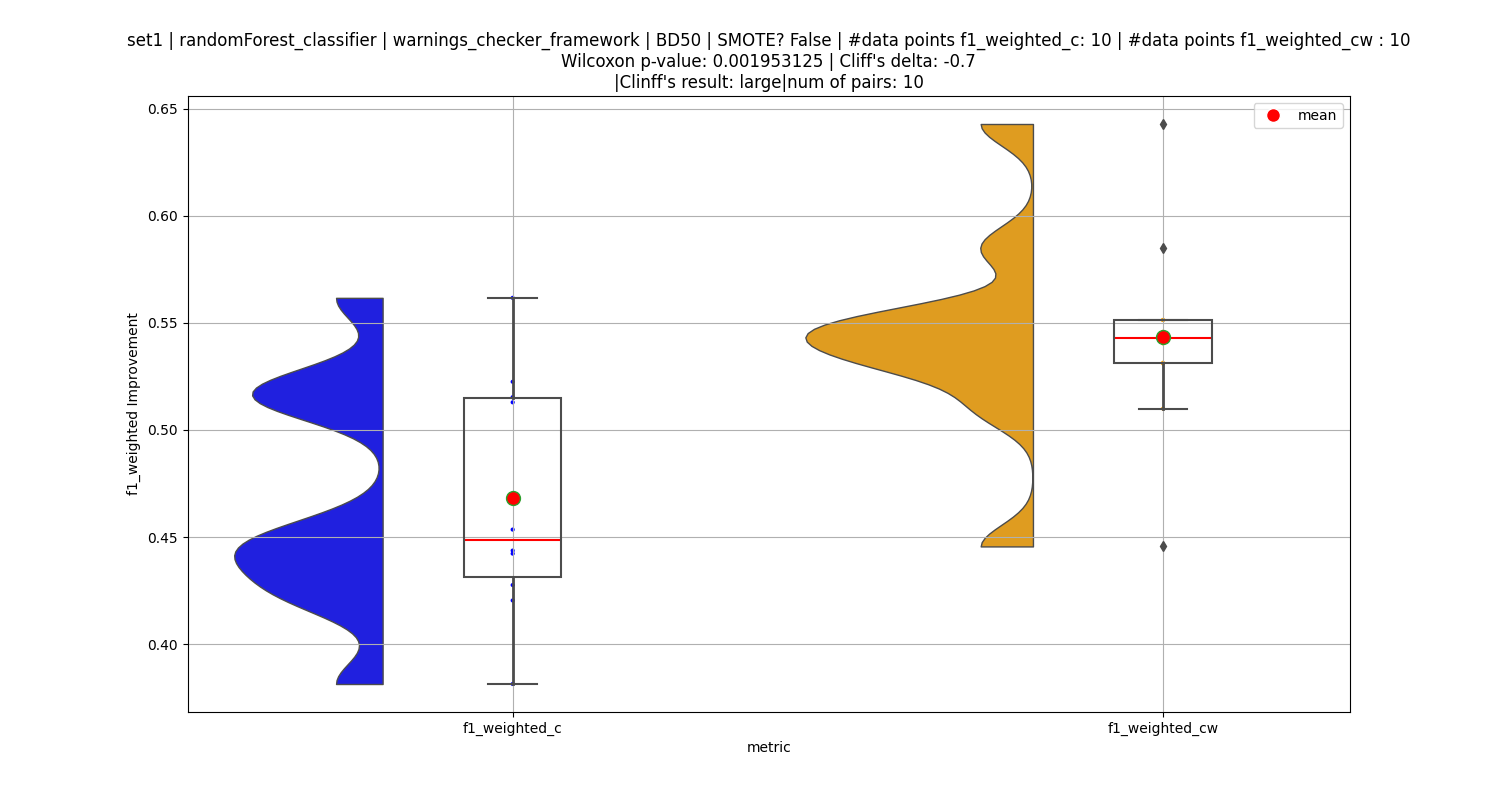 set1 | randomForest_classifier | warnings_checker_framework | BD50 | SMOTE? False | #data points f1_weighted_c: 10 | #data points f1_weighted_cw : 10
Wilcoxon p-value: 0.001953125 | Cliff's delta: -0.7
|Clinff's result: large|num of pairs: 10
mean
0.65
0.60
0.55
0.50
0.45
0.40
f1_weighted Improvement
f1_weighted_c
f1_weighted_cw
metric